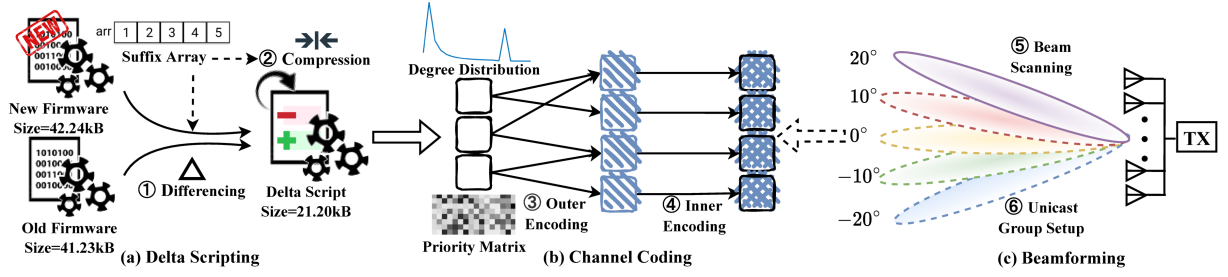 NEW
New Firmware
Size=42.24kB
Old Firmware
Size=41.23kB
arr 1 2 3 4 5
Suffix Array
② Compression
① Differencing
Delta Script
Size=21.20kB
(a) Delta Scripting
Degree Distribution
Priority Matrix
③ Outer
Encoding
④ Inner
Encoding
(b) Channel Coding
20°
10°
0°
−10°
−20°
⑤ Beam
Scanning
⑥ Unicast
Group Setup
TX
(c) Beamforming